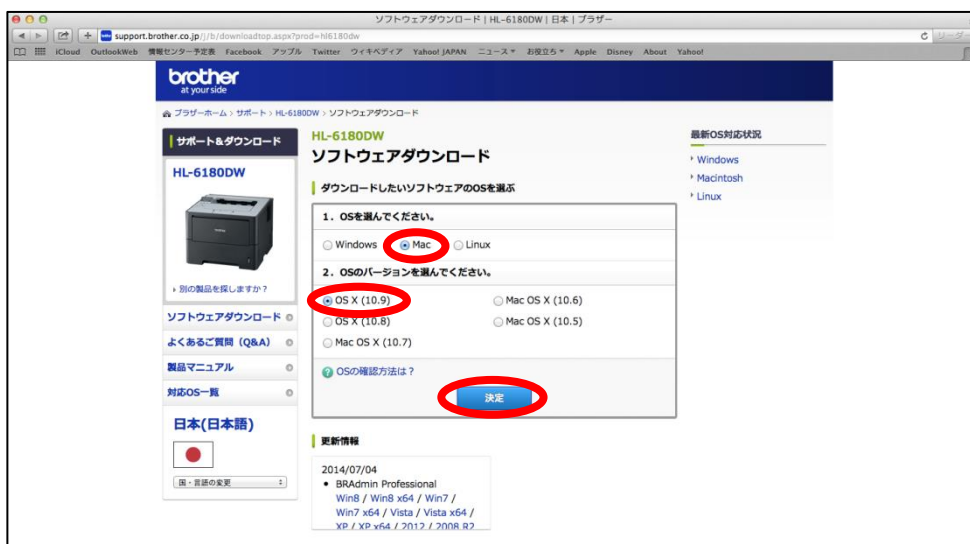 ソフトウェアダウンロード | HL-6180DW | 日本 | ブラザー
support.brother.co.jp/j/b/downloadtop.aspx?prod=hl6180dw
iCloud OutlookWeb 情報センター予定表 Facebook アップル Twitter ウィキペディア Yahoo! JAPAN ニュース お役立ち Apple Disney About Yahoo!
brother
at your side
ブラザーホーム › サポート › HL-6180DW › ソフトウェアダウンロード
サポート&ダウンロード
HL-6180DW
別の製品を探しますか?
ソフトウェアダウンロード
よくあるご質問(Q&A)
製品マニュアル
対応OS一覧
日本(日本語)
国・言語の変更
HL-6180DW
ソフトウェアダウンロード
ダウンロードしたいソフトウェアのOSを選ぶ
1. OSを選んでください。
Windows Mac Linux
2. OSのバージョンを選んでください。
OS X (10.9) Mac OS X (10.6)
OS X (10.8) Mac OS X (10.5)
Mac OS X (10.7)
OSの確認方法は?
決定
更新情報
2014/07/04
• BRAdmin Professional
Win8 / Win8 x64 / Win7 /
Win7 x64 / Vista / Vista x64 /
XP / XP x64 / 2012 / 2008 R2
最新OS対応状況
Windows
Macintosh
Linux